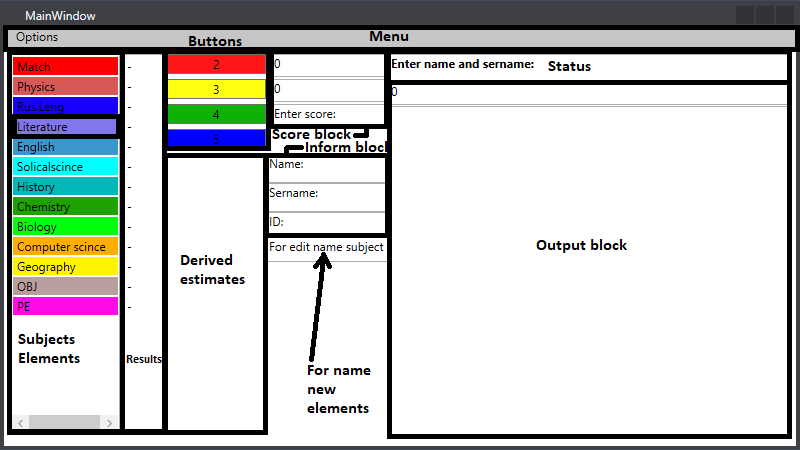 MainWindow
Options
Menu
Buttons
Match
Physics
Rus.Leng
Literature
English
Solicalscince
History
Chemistry
Biology
Computer scince
Geography
OBJ
PE
Subjects
Elements
-
-
-
-
-
-
-
-
-
-
-
-
-
Results
2
3
4
5
Derived
estimates
0
0
Enter score:
Score block
Inform block
Name:
Sername:
ID:
For edit name subject
For name
new
elements
Enter name and sername:
Status
0
Output block